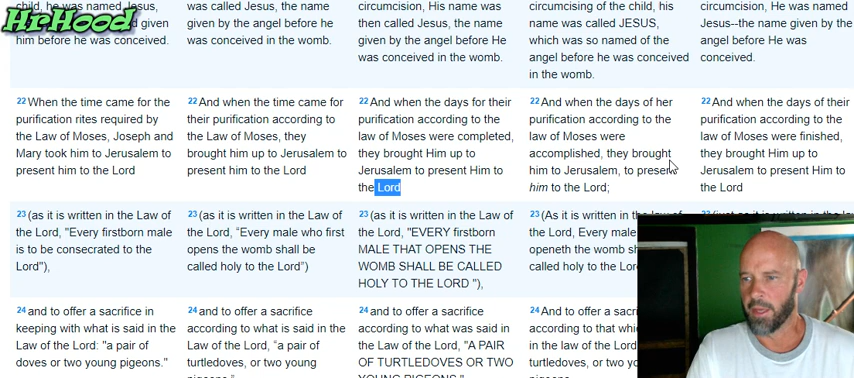 HrHood
child, he was named Jesus,
given
him before he was conceived.
was called Jesus, the name
given by the angel before he
was conceived in the womb.
circumcision, His name was
then called Jesus, the name
given by the angel before He
was conceived in the womb.
circumcising of the child, his
name was called JESUS,
which was so named of the
angel before he was conceived
in the womb.
circumcision, He was named
Jesus--the name given by the
angel before He was
conceived.
22 When the time came for the
purification rites required by
the Law of Moses, Joseph and
Mary took him to Jerusalem to
present him to the Lord
22 And when the time came for
their purification according to
the Law of Moses, they
brought him up to Jerusalem to
present him to the Lord
22 And when the days for their
purification according to the
law of Moses were completed,
they brought Him up to
Jerusalem to present Him to
the Lord
22 And when the days of her
purification according to the
law of Moses were
accomplished, they brought
him to Jerusalem, to present
him to the Lord;
22 And when the days of their
purification according to the
law of Moses were finished,
they brought Him up to
Jerusalem to present Him to
the Lord
23 (as it is written in the Law of
the Lord, "Every firstborn male
is to be consecrated to the
Lord"),
23 (as it is written in the Law of
the Lord, “Every male who first
opens the womb shall be
called holy to the Lord”)
23 (as it is written in the Law of
the Lord, "EVERY firstborn
MALE THAT OPENS THE
WOMB SHALL BE CALLED
HOLY TO THE LORD "),
23 (As it is written in the law of
the Lord, Every male
openeth the womb
called holy to the
23 (just as it is written in the law
24 and to offer a sacrifice in
keeping with what is said in the
Law of the Lord: "a pair of
doves or two young pigeons."
24 and to offer a sacrifice
according to what is said in the
Law of the Lord, “a pair of
turtledoves, or two young
pigeons.”
24 and to offer a sacrifice
according to what was said in
the Law of the Lord, "A PAIR
OF TURTLEDOVES OR TWO
YOUNG PIGEONS."
24 And to offer a
according to that
in the law of the
turtledoves, or two
pigeons.